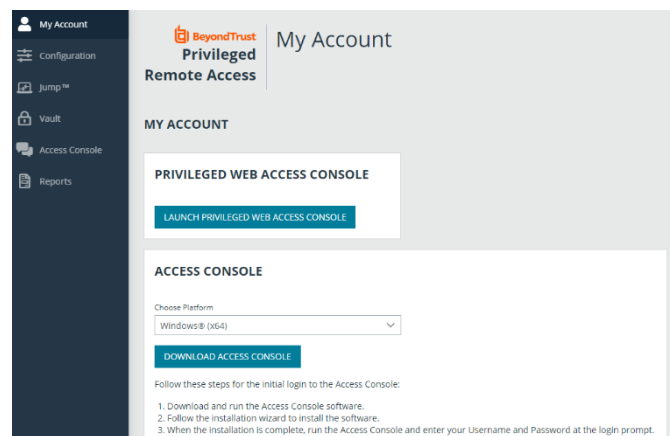 My Account
Configuration
Jump™
Vault
Access Console
Reports
BeyondTrust
Privileged
Remote Access
My Account
MY ACCOUNT
PRIVILEGED WEB ACCESS CONSOLE
LAUNCH PRIVILEGED WEB ACCESS CONSOLE
ACCESS CONSOLE
Choose Platform
Windows® (x64)
DOWNLOAD ACCESS CONSOLE
Follow these steps for the initial login to the Access Console:
1. Download and run the Access Console software.
2. Follow the installation wizard to install the software.
3. When the installation is complete, run the Access Console and enter your Username and Password at the login prompt.